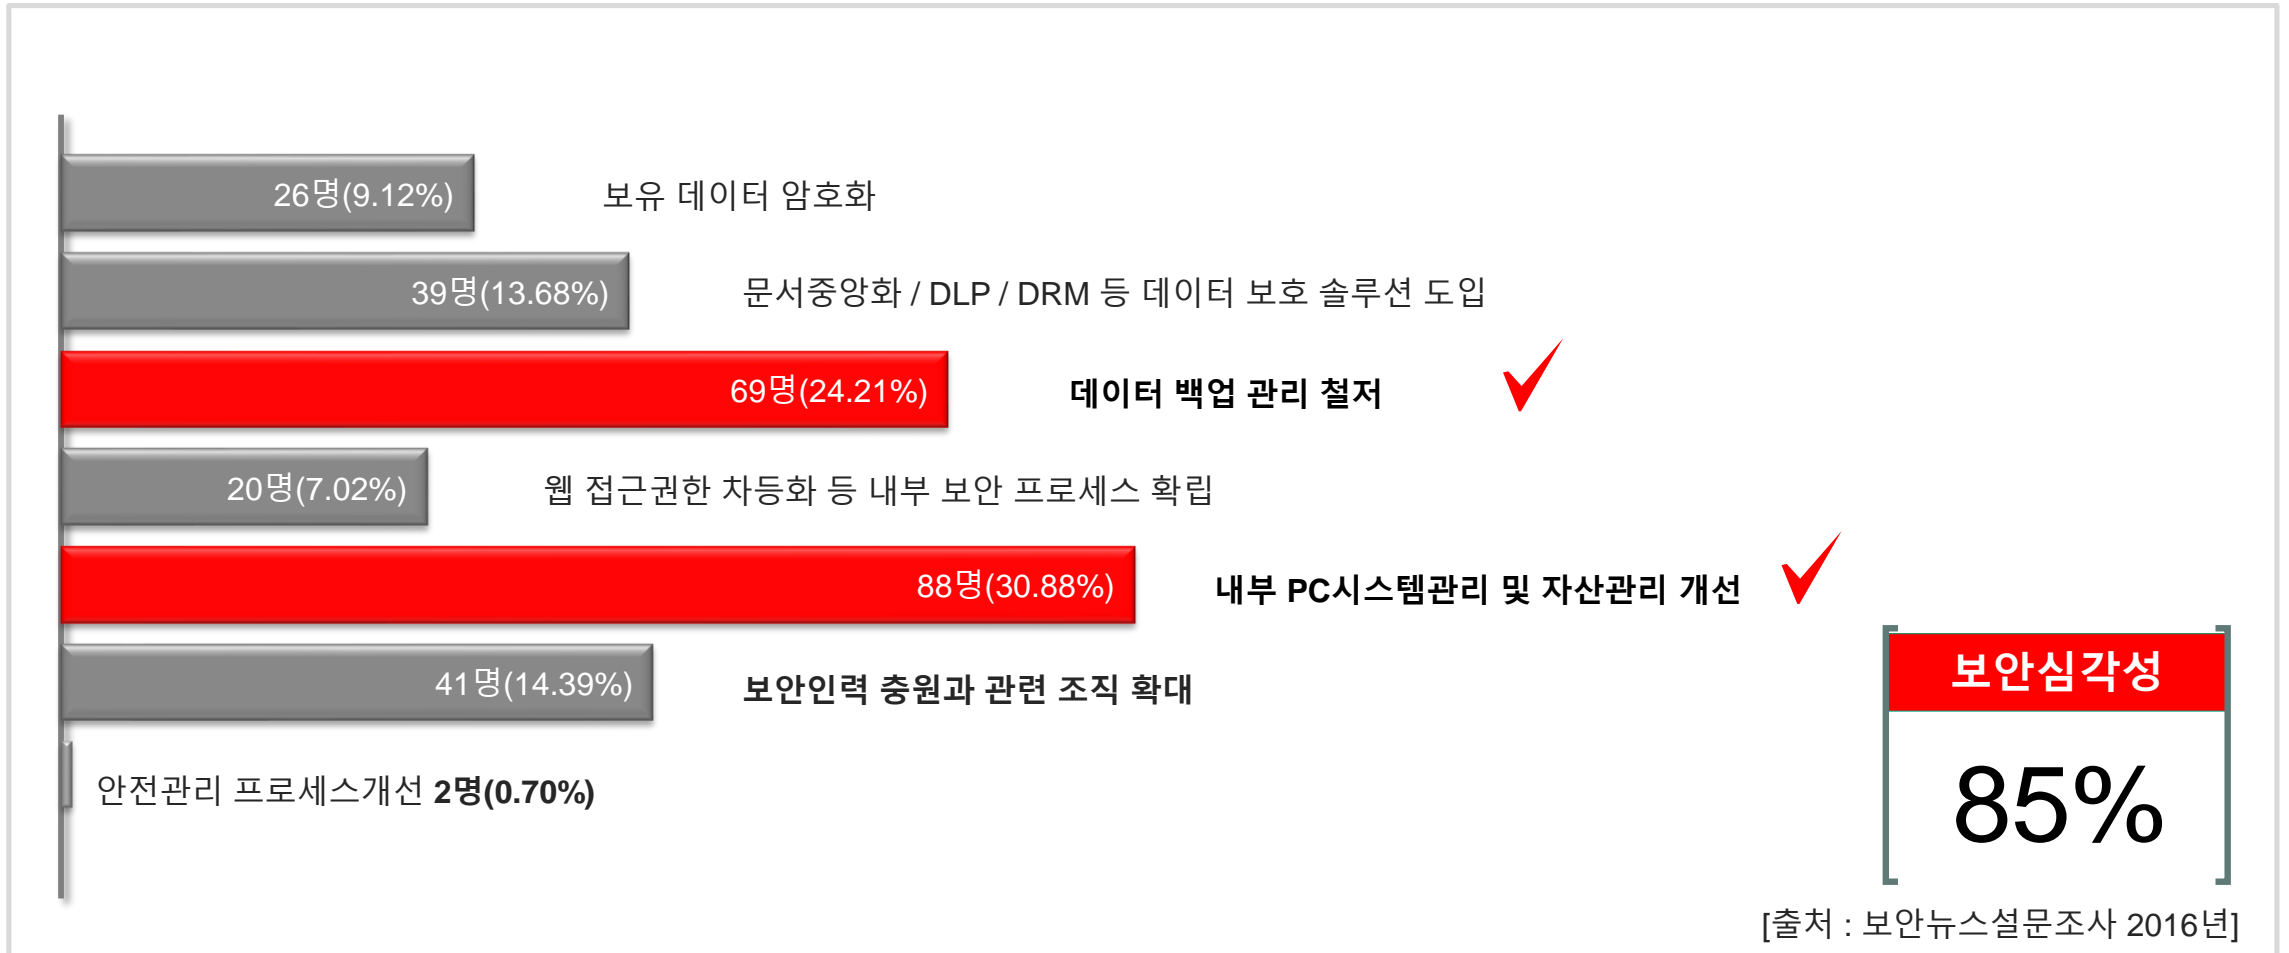 26명(9.12%) 보유 데이터 암호화
39명(13.68%) 문서중앙화 / DLP / DRM 등 데이터 보호 솔루션 도입
69명(24.21%) 데이터 백업 관리 철저
20명(7.02%) 웹 접근권한 차등화 등 내부 보안 프로세스 확립
88명(30.88%) 내부 PC시스템관리 및 자산관리 개선
41명(14.39%) 보안인력 충원과 관련 조직 확대
안전관리 프로세스개선 2명(0.70%)
보안심각성
85%
[출처 : 보안뉴스설문조사 2016년]